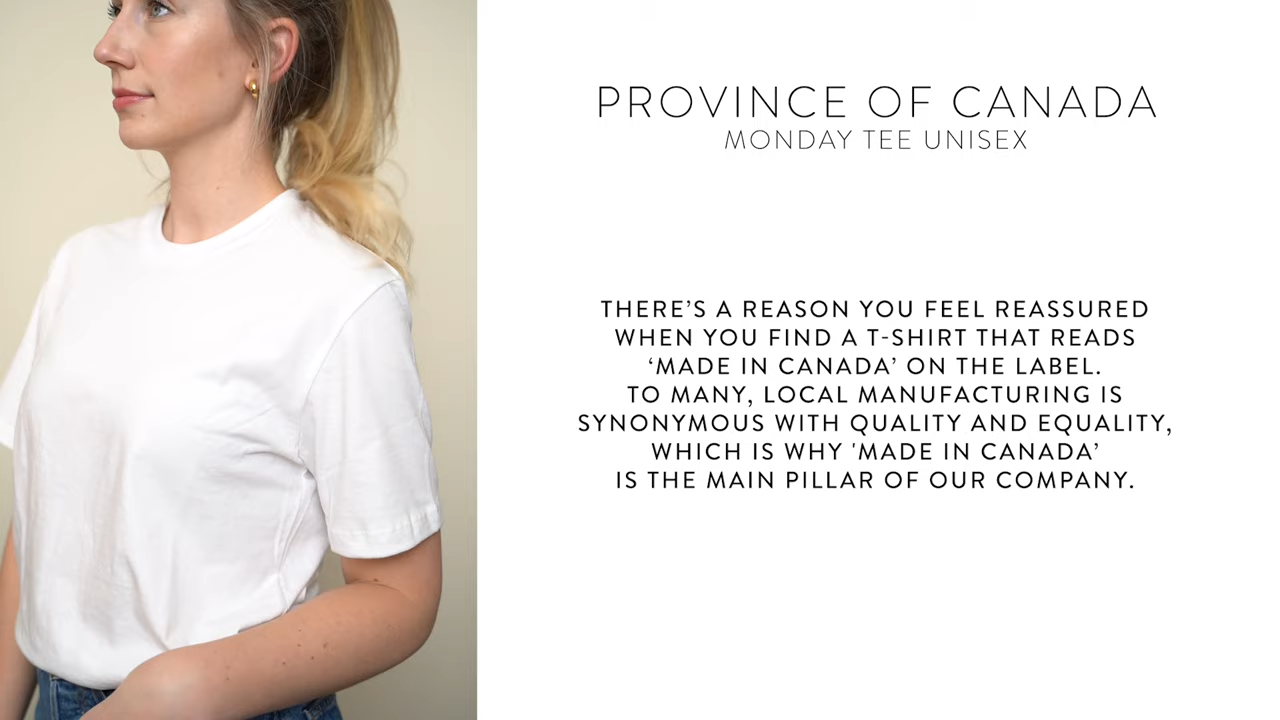 PROVINCE OF CANADA
MONDAY TEE UNISEX
THERE’S A REASON YOU FEEL REASSURED
WHEN YOU FIND A T-SHIRT THAT READS
‘MADE IN CANADA’ ON THE LABEL.
TO MANY, LOCAL MANUFACTURING IS
SYNONYMOUS WITH QUALITY AND EQUALITY,
WHICH IS WHY 'MADE IN CANADA’
IS THE MAIN PILLAR OF OUR COMPANY.